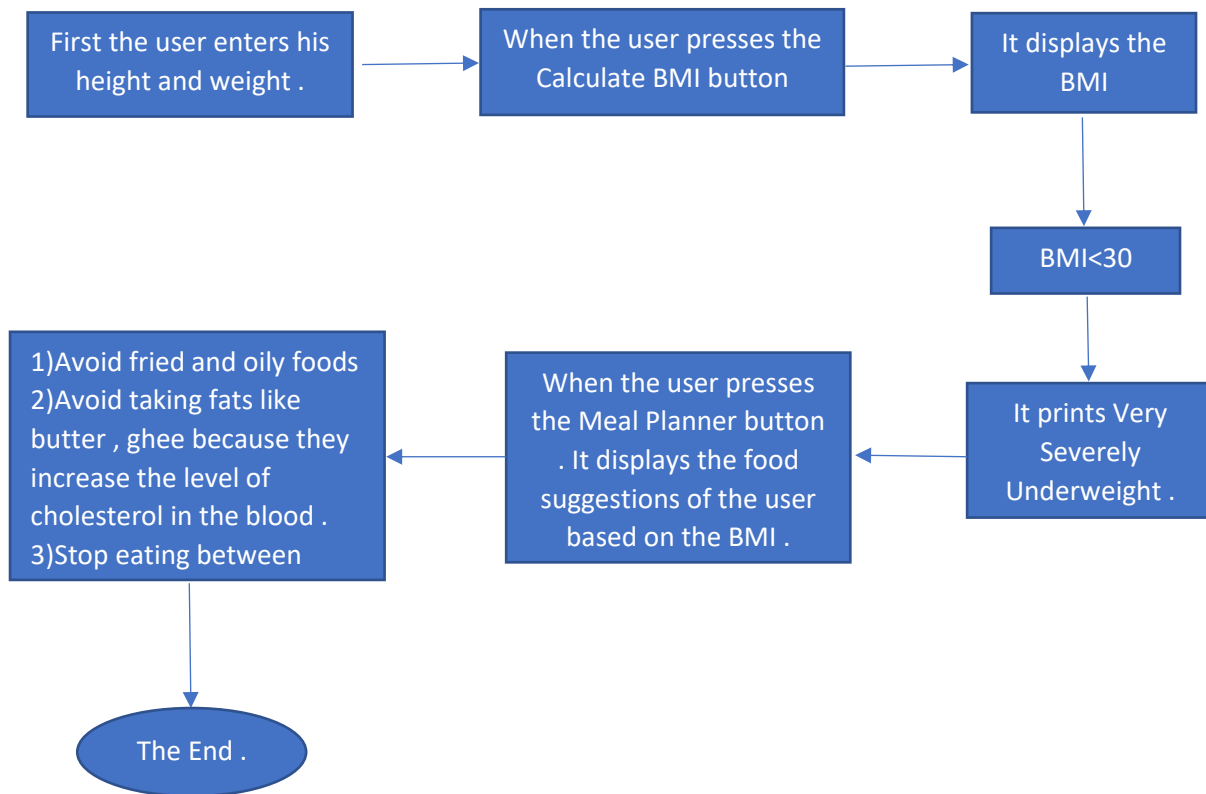 First the user enters his
height and weight .
When the user presses the
Calculate BMI button
It displays the
BMI
BMI<30
It prints Very
Severely
Underweight .
When the user presses
the Meal Planner button
. It displays the food
suggestions of the user
based on the BMI .
1)Avoid fried and oily foods
2)Avoid taking fats like
butter , ghee because they
increase the level of
cholesterol in the blood .
3)Stop eating between
The End .